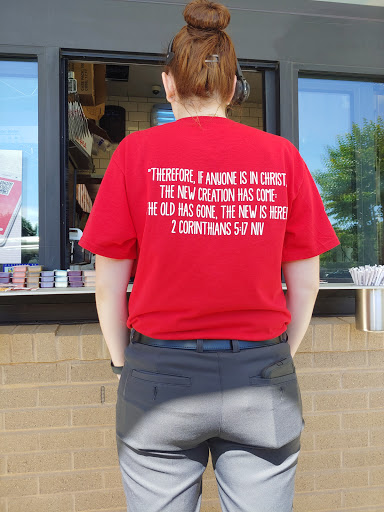 "THEREFORE, IF ANYONE IS IN CHRIST,
THE NEW CREATION HAS COME:
HE OLD HAS GONE, THE NEW IS HERE!
2 CORINTHIANS 5:17 NIV